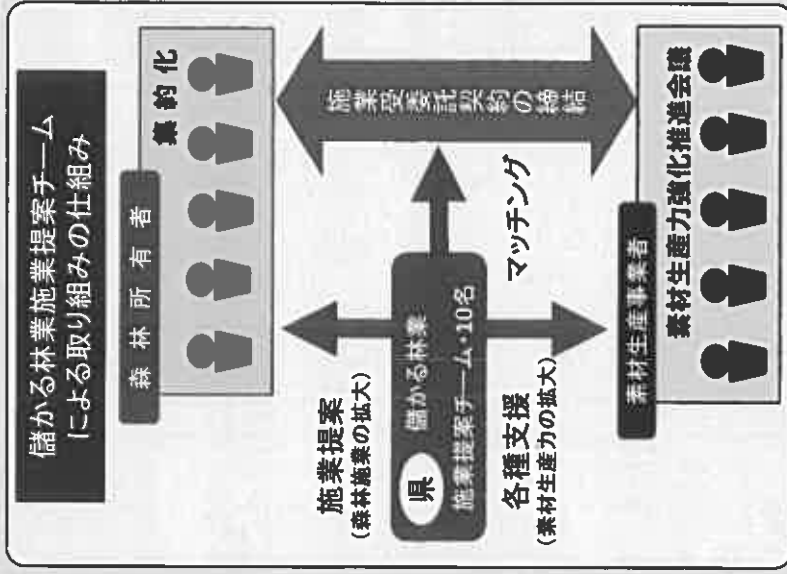 儲かる林業施業提案チーム
による取り組みの仕組み
森林所有者
集約化
施業提案
(森林施業の拡大)
県
儲かる林業
施業提案チーム・10名
マッチング
施業受委託契約の締結
各種支援
(素材生産力の拡大)
素材生産事業者
素材生産力強化推進会議